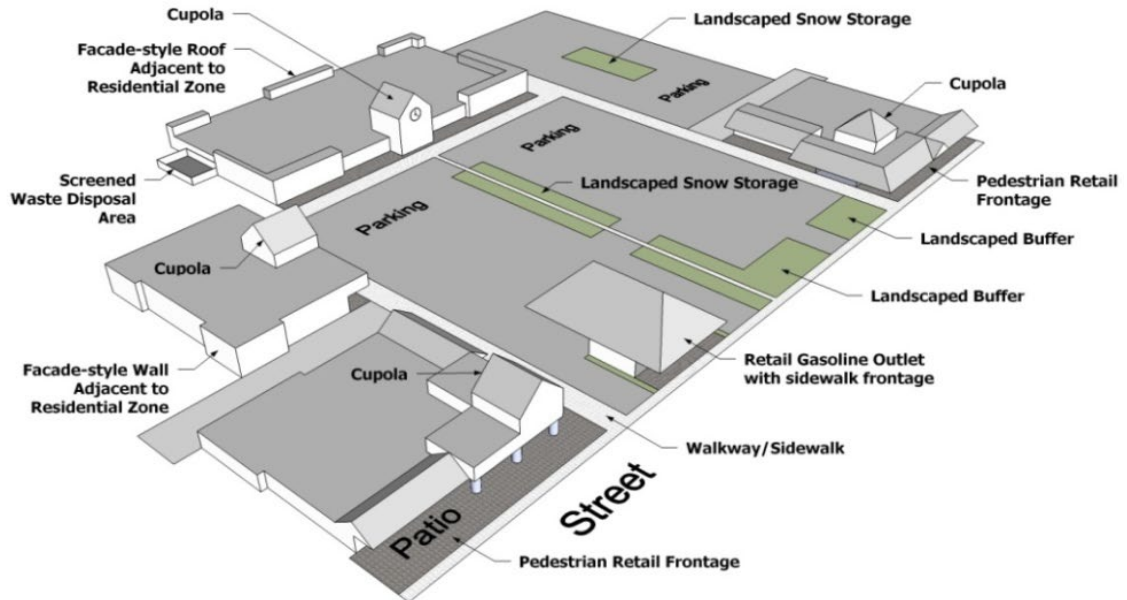 Cupola
Landscaped Snow Storage
Facade-style Roof
Adjacent to
Residential Zone
Parking
Cupola
Parking
Screened
Waste Disposal
Area
Landscaped Snow Storage
Pedestrian Retail
Frontage
Parking
Landscaped Buffer
Cupola
Landscaped Buffer
Facade-style Wall
Adjacent to
Residential Zone
Cupola
Retail Gasoline Outlet
with sidewalk frontage
Walkway/Sidewalk
Street
Patio
Pedestrian Retail Frontage